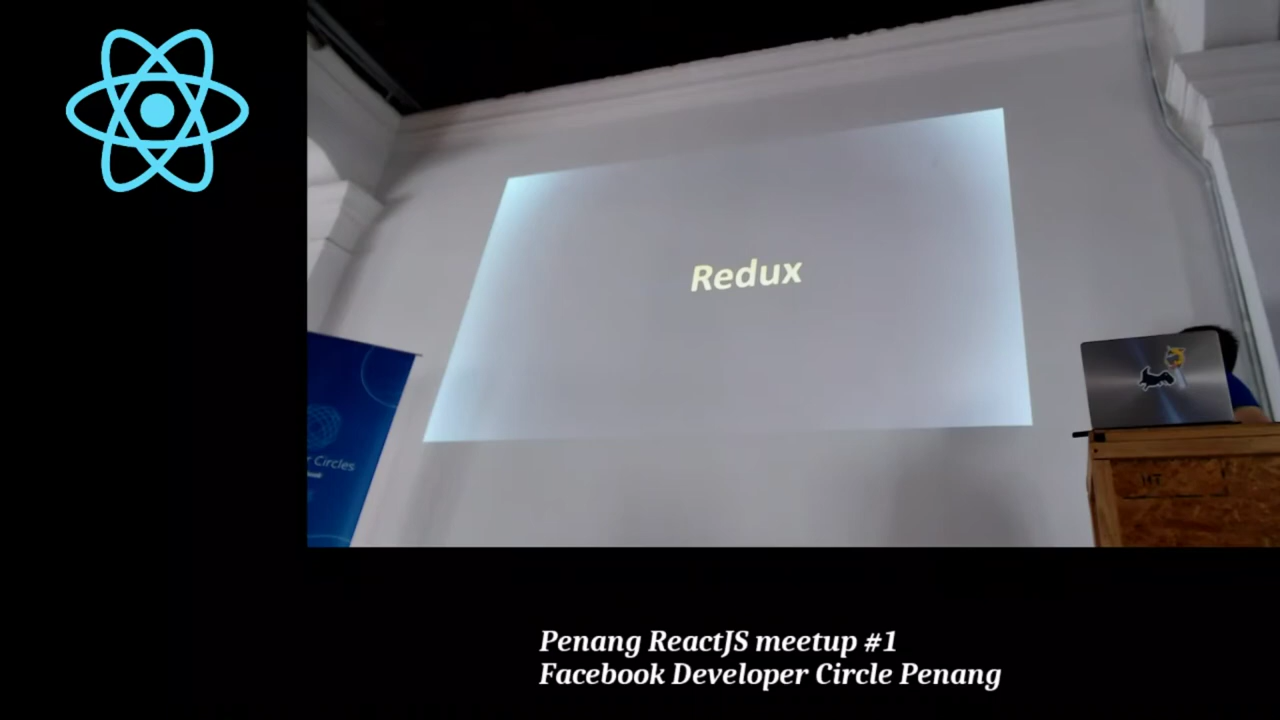 Redux
r Circles
Penang ReactJS meetup #1
Facebook Developer Circle Penang